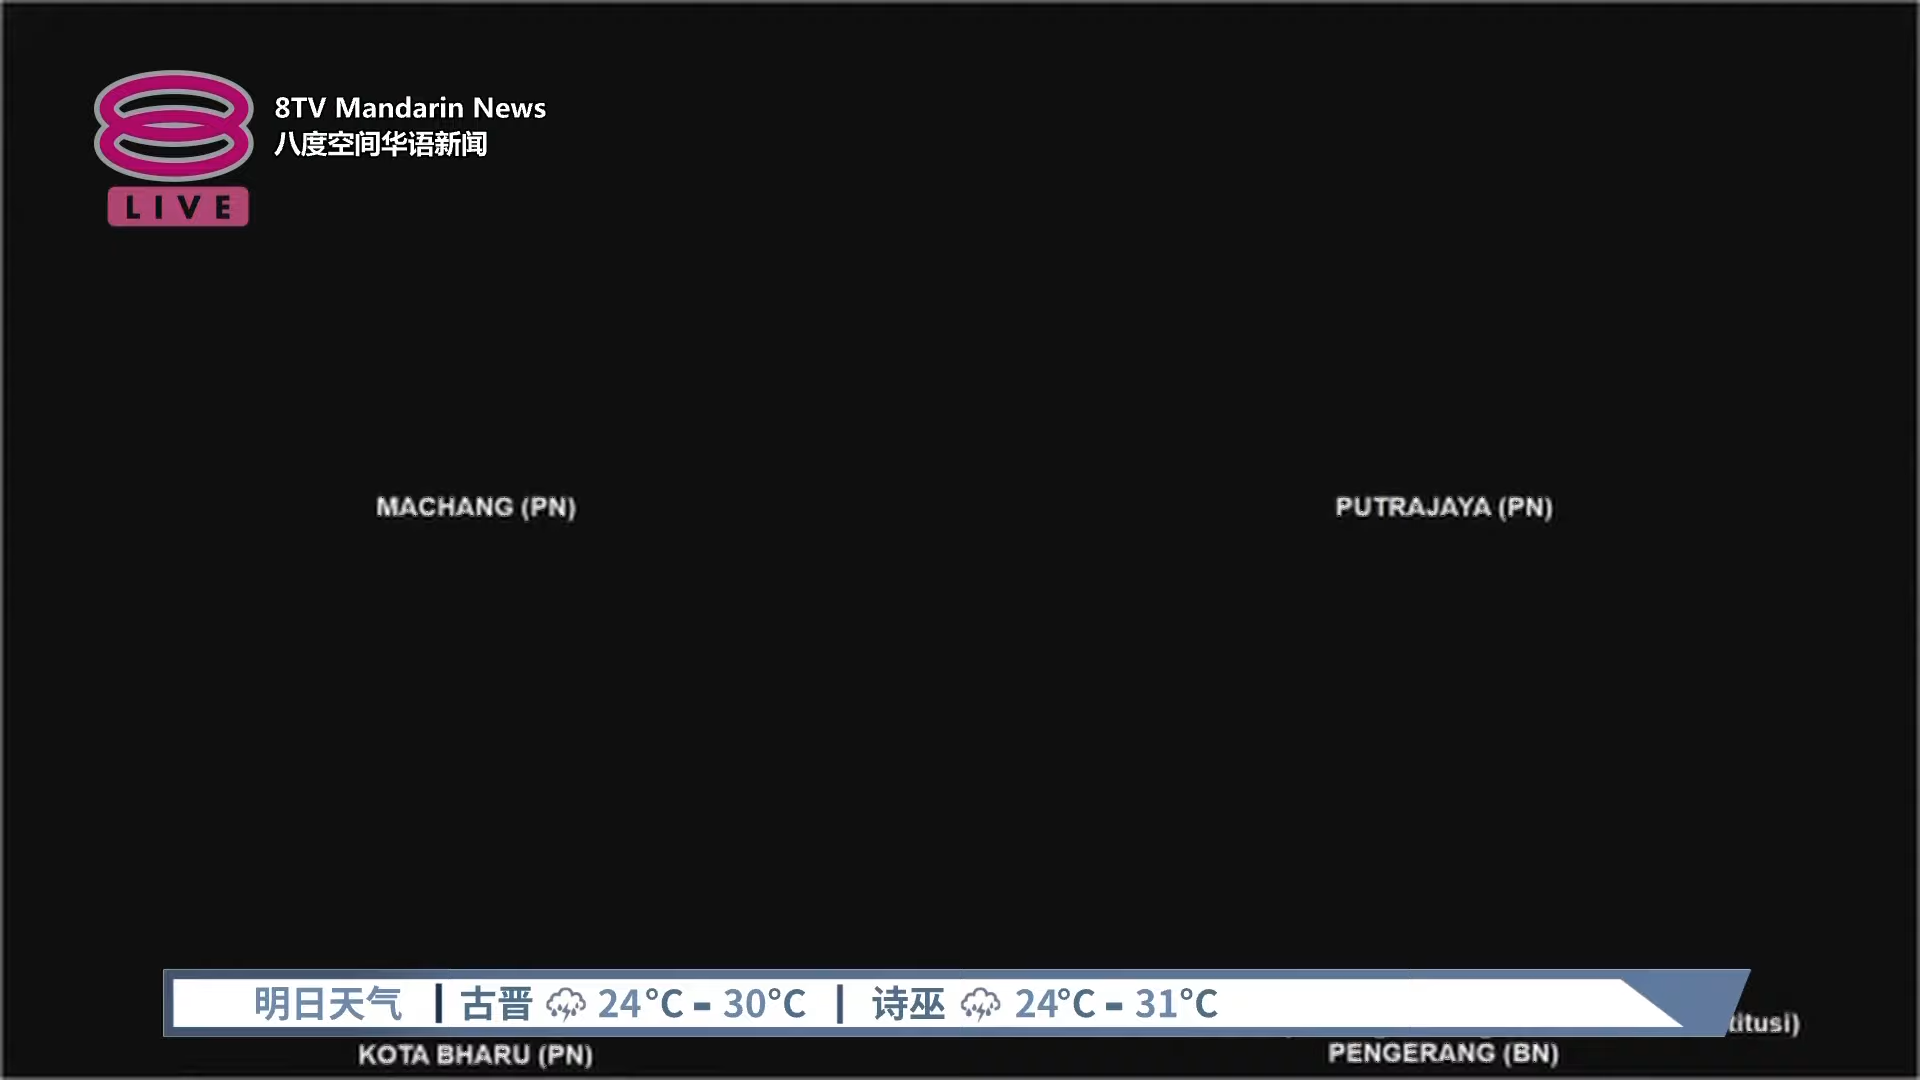 8TV Mandarin News
八度空间华语新闻
LIVE
MACHANG (PN)
PUTRAJAYA (PN)
明日天气 | 古晋 24°C - 30°C | 诗巫 24°C - 31°C
titusi)
KOTA BHARU (PN)
PENGERANG (BN)